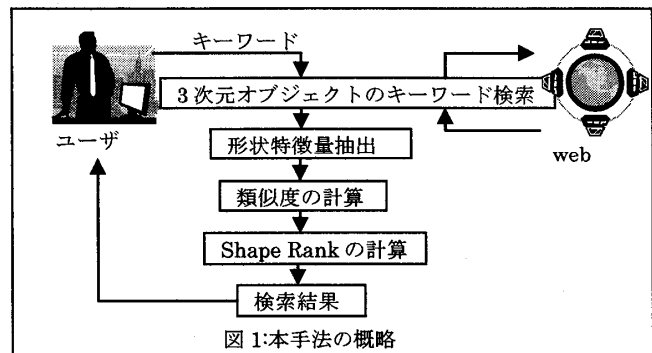 キーワード
3次元オブジェクトのキーワード検索
ユーザ
web
形状特徴量抽出
類似度の計算
Shape Rank の計算
検索結果
図 1:本手法の概略